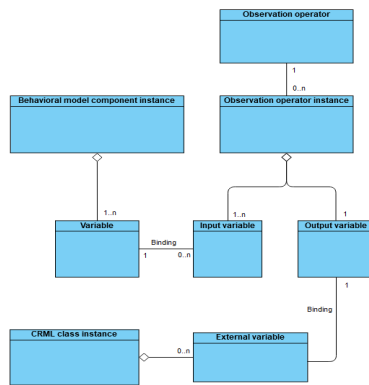 Observation operator
1
0..n
Behavioral model component instance
Observation operator instance
1..n
1..n
1
Variable
Binding
Input variable
Output variable
1
0..n
1
Binding
CRML class instance
0..n
External variable